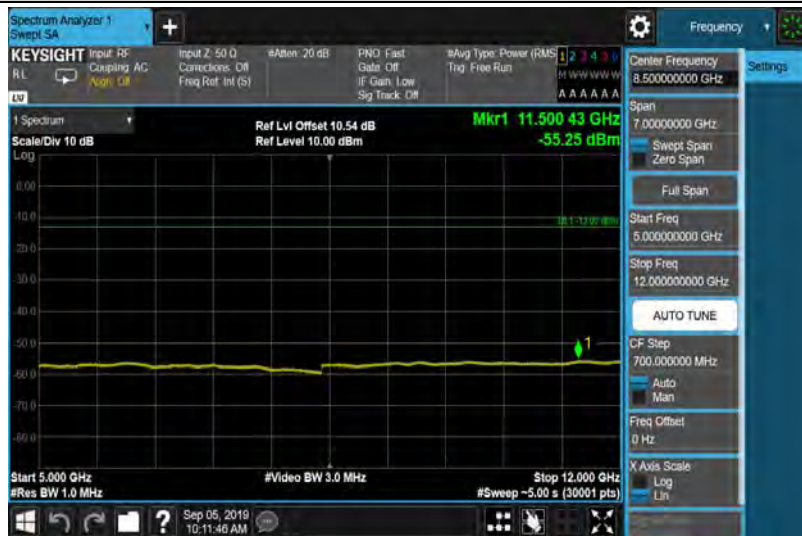 Spectrum Analyzer 1
Swept SA
+
Frequency
KEYSIGHT
RL
LXI
Input: RF
Coupling: AC
Align: Off
Input Z: 50 Ω
Corrections: Off
Freq Ref: Int (S)
#Atten: 20 dB
PNO: Fast
Gate: Off
IF Gain: Low
Sig Track: Off
#Avg Type: Power (RMS
Trig: Free Run
1 2 3 4 5 6
M W W W W W
A A A A A A
1 Spectrum
Scale/Div 10 dB
Log
Ref Lvl Offset 10.54 dB
Ref Level 10.00 dBm
Mkr1 11.500 43 GHz
-55.25 dBm
0.00
-10.0
DL1 -13.00 dBm
-20.0
-30.0
-40.0
-50.0
-60.0
-70.0
-80.0
1
Start 5.000 GHz
#Res BW 1.0 MHz
#Video BW 3.0 MHz
Stop 12.000 GHz
#Sweep ~5.00 s (30001 pts)
Center Frequency
8.500000000 GHz
Settings
Span
7.00000000 GHz
Swept Span
Zero Span
Full Span
Start Freq
5.000000000 GHz
Stop Freq
12.000000000 GHz
AUTO TUNE
CF Step
700.000000 MHz
Auto
Man
Freq Offset
0 Hz
X Axis Scale
Log
Lin
?
Sep 05, 2019
10:11:46 AM